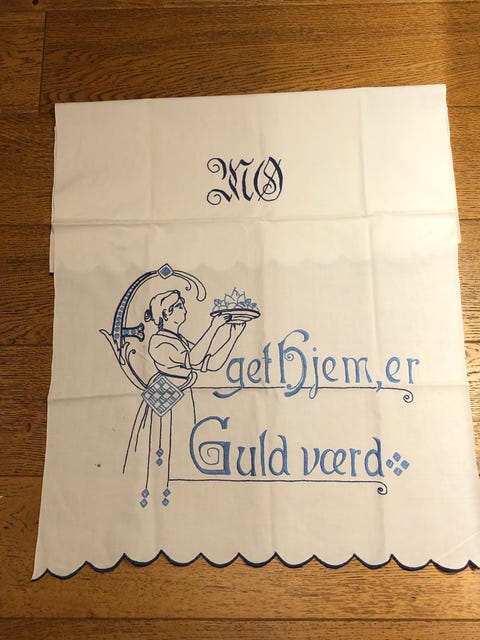 MO
Eget Hjem, er
Guld værd